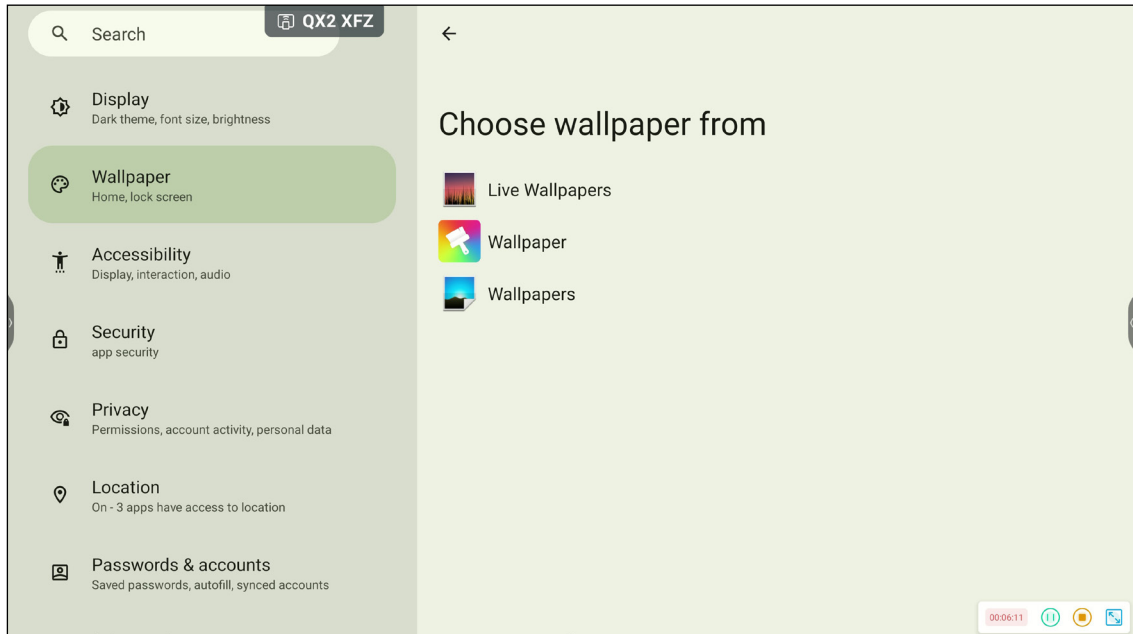 Search
QX2 XFZ
Display
Dark theme, font size, brightness
Wallpaper
Home, lock screen
Accessibility
Display, interaction, audio
Security
app security
Privacy
Permissions, account activity, personal data
Location
On - 3 apps have access to location
Passwords & accounts
Saved passwords, autofill, synced accounts
Choose wallpaper from
Live Wallpapers
Wallpaper
Wallpapers
00:06:11